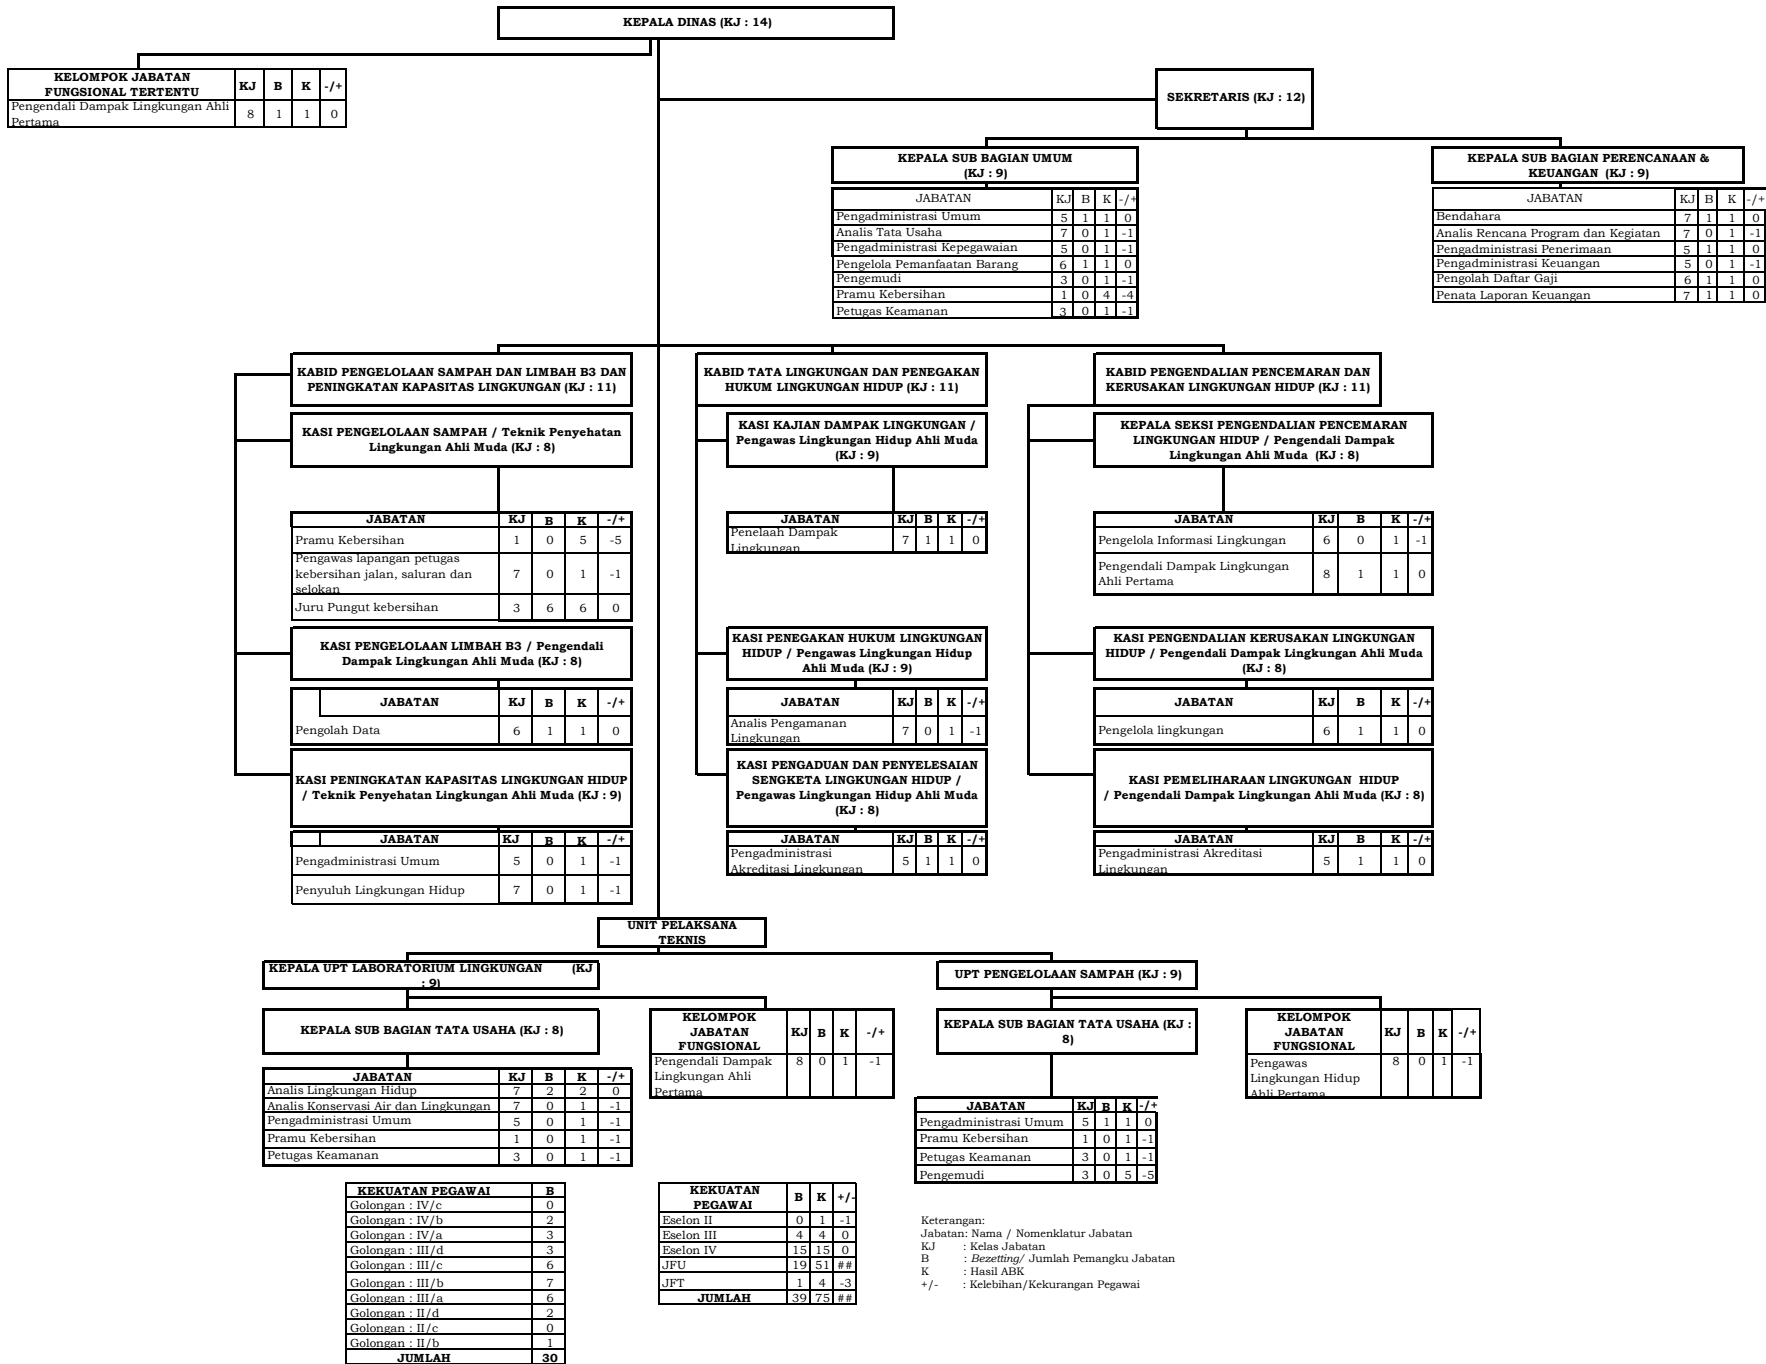 KEPALA DINAS (KJ : 14)
KELOMPOK JABATAN
FUNGSIONAL TERTENTU KJ B K -/+
Pengendali Dampak Lingkungan Ahli
Pertama 8 1 1 0
SEKRETARIS (KJ : 12)
KEPALA SUB BAGIAN UMUM
(KJ : 9)
JABATAN KJ B K -/+
Pengadministrasi Umum 5 1 1 0
Analis Tata Usaha 7 0 1 -1
Pengadministrasi Kepegawaian 5 0 1 -1
Pengelola Pemanfaatan Barang 6 1 1 0
Pengemudi 3 0 1 -1
Pramu Kebersihan 1 0 4 -4
Petugas Keamanan 3 0 1 -1
KEPALA SUB BAGIAN PERENCANAAN &
KEUANGAN (KJ : 9)
JABATAN KJ B K -/+
Bendahara 7 1 1 0
Analis Rencana Program dan Kegiatan 7 0 1 -1
Pengadministrasi Penerimaan 5 1 1 0
Pengadministrasi Keuangan 5 0 1 -1
Pengolah Daftar Gaji 6 1 1 0
Penata Laporan Keuangan 7 1 1 0
KABID PENGELOLAAN SAMPAH DAN LIMBAH B3 DAN
PENINGKATAN KAPASITAS LINGKUNGAN (KJ : 11)
KASI PENGELOLAAN SAMPAH / Teknik Penyehatan
Lingkungan Ahli Muda (KJ : 8)
JABATAN KJ B K -/+
Pramu Kebersihan 1 0 5 -5
Pengawas lapangan petugas
kebersihan jalan, saluran dan
selokan 7 0 1 -1
Juru Pungut kebersihan 3 6 6 0
KASI PENGELOLAAN LIMBAH B3 / Pengendali
Dampak Lingkungan Ahli Muda (KJ : 8)
JABATAN KJ B K -/+
Pengolah Data 6 1 1 0
KASI PENINGKATAN KAPASITAS LINGKUNGAN HIDUP
/ Teknik Penyehatan Lingkungan Ahli Muda (KJ : 9)
JABATAN KJ B K -/+
Pengadministrasi Umum 5 0 1 -1
Penyuluh Lingkungan Hidup 7 0 1 -1
KABID TATA LINGKUNGAN DAN PENEGAKAN
HUKUM LINGKUNGAN HIDUP (KJ : 11)
KASI KAJIAN DAMPAK LINGKUNGAN /
Pengawas Lingkungan Hidup Ahli Muda
(KJ : 9)
JABATAN KJ B K -/+
Penelaah Dampak
Lingkungan 7 1 1 0
KASI PENEGAKAN HUKUM LINGKUNGAN
HIDUP / Pengawas Lingkungan Hidup
Ahli Muda (KJ : 9)
JABATAN KJ B K -/+
Analis Pengamanan
Lingkungan 7 0 1 -1
KASI PENGADUAN DAN PENYELESAIAN
SENGKETA LINGKUNGAN HIDUP /
Pengawas Lingkungan Hidup Ahli Muda
(KJ : 8)
JABATAN KJ B K -/+
Pengadministrasi
Akreditasi Lingkungan 5 1 1 0
KABID PENGENDALIAN PENCEMARAN DAN
KERUSAKAN LINGKUNGAN HIDUP (KJ : 11)
KEPALA SEKSI PENGENDALIAN PENCEMARAN
LINGKUNGAN HIDUP / Pengendali Dampak
Lingkungan Ahli Muda (KJ : 8)
JABATAN KJ B K -/+
Pengelola Informasi Lingkungan 6 0 1 -1
Pengendali Dampak Lingkungan
Ahli Pertama 8 1 1 0
KASI PENGENDALIAN KERUSAKAN LINGKUNGAN
HIDUP / Pengendali Dampak Lingkungan Ahli Muda
(KJ : 8)
JABATAN KJ B K -/+
Pengelola lingkungan 6 1 1 0
KASI PEMELIHARAAN LINGKUNGAN HIDUP
/ Pengendali Dampak Lingkungan Ahli Muda (KJ : 8)
JABATAN KJ B K -/+
Pengadministrasi Akreditasi
Lingkungan 5 1 1 0
UNIT PELAKSANA
TEKNIS
KEPALA UPT LABORATORIUM LINGKUNGAN (KJ
: 9)
KEPALA SUB BAGIAN TATA USAHA (KJ : 8)
JABATAN KJ B K -/+
Analis Lingkungan Hidup 7 2 2 0
Analis Konservasi Air dan Lingkungan 7 0 1 -1
Pengadministrasi Umum 5 0 1 -1
Pramu Kebersihan 1 0 1 -1
Petugas Keamanan 3 0 1 -1
KELOMPOK
JABATAN
FUNGSIONAL KJ B K -/+
Pengendali Dampak 8 0 1 -1
Lingkungan Ahli
Pertama
UPT PENGELOLAAN SAMPAH (KJ : 9)
KEPALA SUB BAGIAN TATA USAHA (KJ :
8)
JABATAN KJ B K -/+
Pengadministrasi Umum 5 1 1 0
Pramu Kebersihan 1 0 1 -1
Petugas Keamanan 3 0 1 -1
Pengemudi 3 0 5 -5
KELOMPOK
JABATAN
FUNGSIONAL KJ B K -/+
Pengawas 8 0 1 -1
Lingkungan Hidup
Ahli Pertama
KEKUATAN PEGAWAI B
Golongan : IV/c 0
Golongan : IV/b 2
Golongan : IV/a 3
Golongan : III/d 3
Golongan : III/c 6
Golongan : III/b 7
Golongan : III/a 6
Golongan : II/d 2
Golongan : II/c 0
Golongan : II/b 1
JUMLAH 30
KEKUATAN
PEGAWAI B K +/-
Eselon II 0 1 -1
Eselon III 4 4 0
Eselon IV 15 15 0
JFU 19 51 ##
JFT 1 4 -3
JUMLAH 39 75 ##
Keterangan:
Jabatan: Nama / Nomenklatur Jabatan
KJ : Kelas Jabatan
B : Bezetting/ Jumlah Pemangku Jabatan
K : Hasil ABK
+/- : Kelebihan/Kekurangan Pegawai